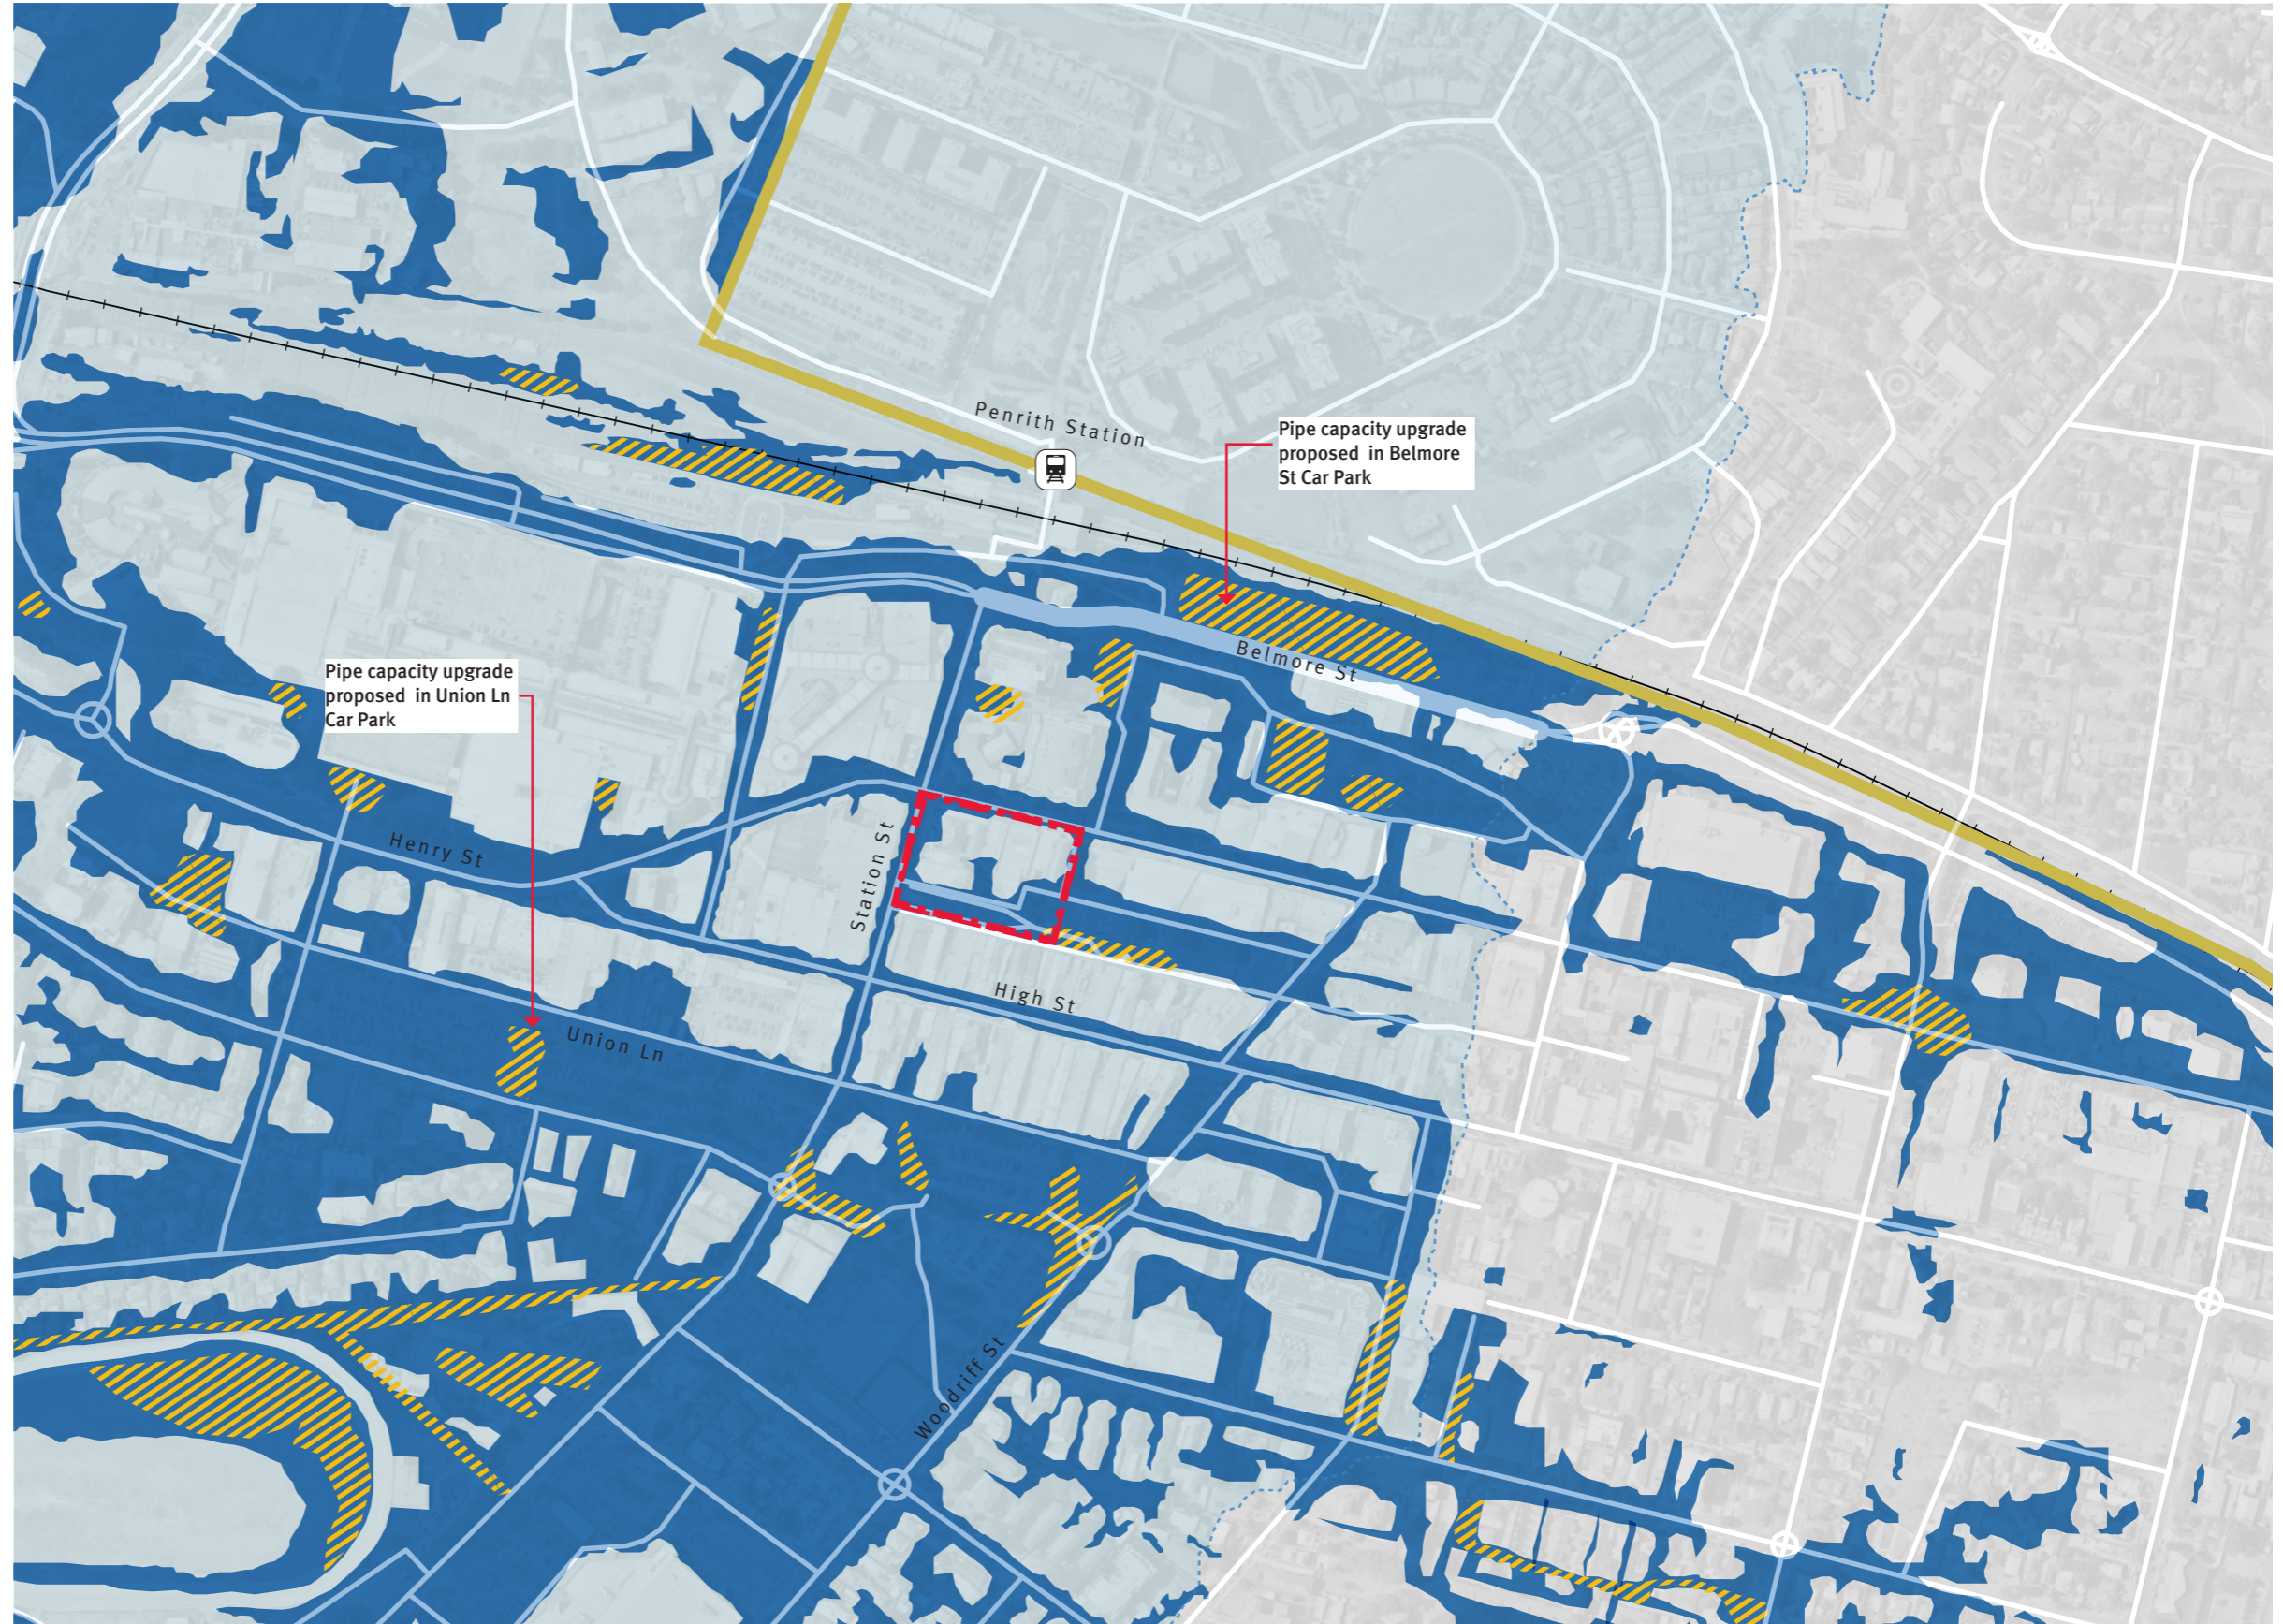 Penrith Station
Pipe capacity upgrade
proposed in Belmore
St Car Park
Belmore St
Pipe capacity upgrade
proposed in Union Ln
Car Park
Henry St
Station St
High St
Union Ln
Woodriff St